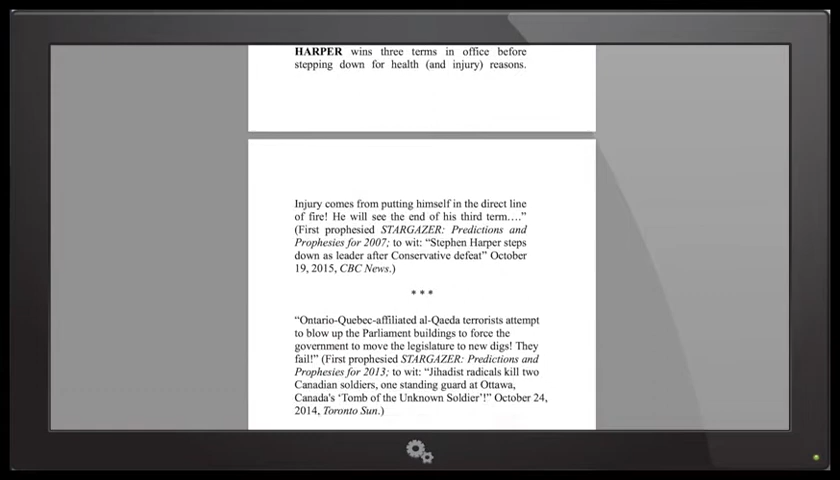 HARPER wins three terms in office before
stepping down for health (and injury) reasons.
Injury comes from putting himself in the direct line
of fire! He will see the end of his third term....”
(First prophesied STARGAZER: Predictions and
Prophesies for 2007; to wit: “Stephen Harper steps
down as leader after Conservative defeat” October
19, 2015, CBC News.)
* * *
“Ontario-Quebec-affiliated al-Qaeda terrorists attempt
to blow up the Parliament buildings to force the
government to move the legislature to new digs! They
fail!” (First prophesied STARGAZER: Predictions and
Prophesies for 2013; to wit: “Jihadist radicals kill two
Canadian soldiers, one standing guard at Ottawa,
Canada's ‘Tomb of the Unknown Soldier’!” October 24,
2014, Toronto Sun.)